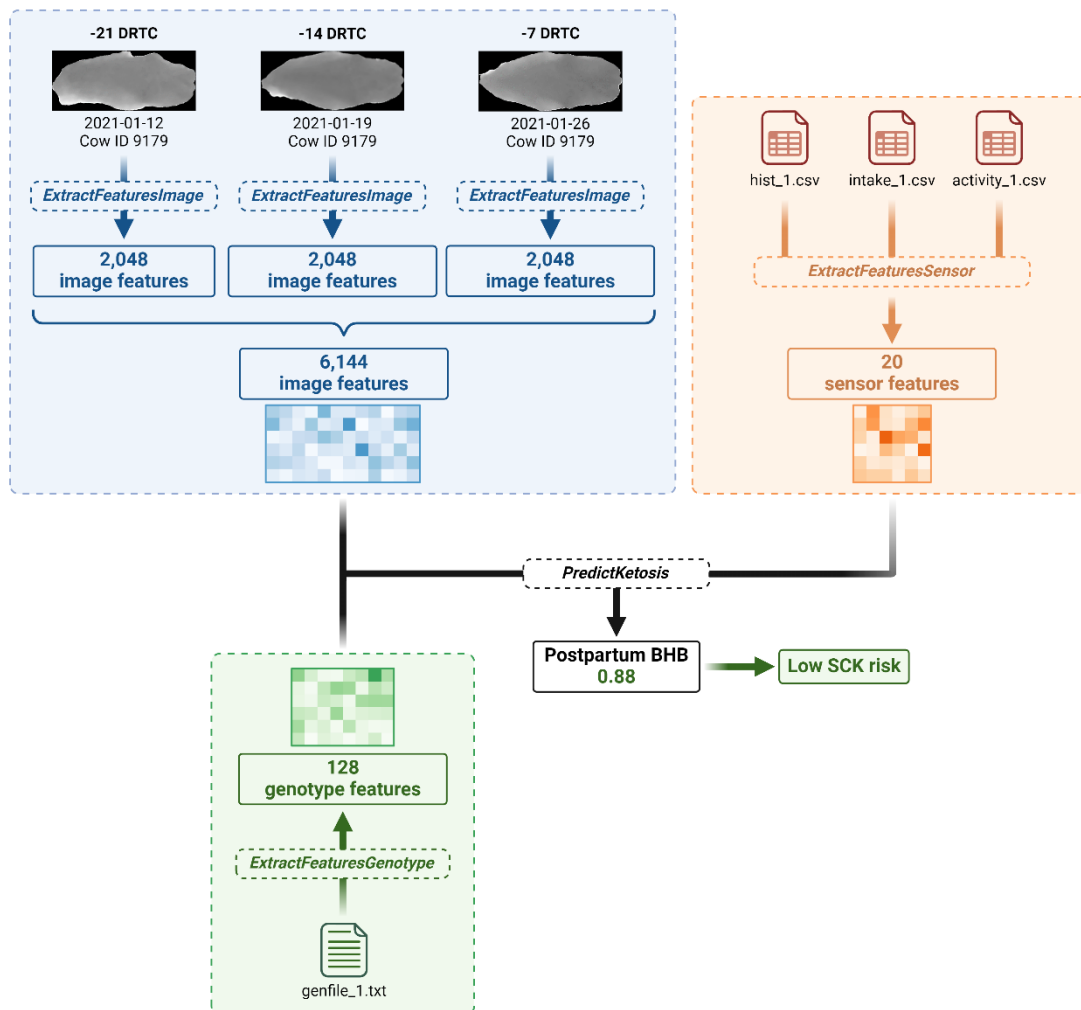 -21 DRTC
-14 DRTC
-7 DRTC
2021-01-12
Cow ID 9179
2021-01-19
Cow ID 9179
2021-01-26
Cow ID 9179
ExtractFeaturesImage
ExtractFeaturesImage
ExtractFeaturesImage
2,048
image features
2,048
image features
2,048
image features
6,144
image features
hist_1.csv
intake_1.csv
activity_1.csv
ExtractFeaturesSensor
20
sensor features
PredictKetosis
Postpartum BHB
0.88
Low SCK risk
128
genotype features
ExtractFeaturesGenotype
genfile_1.txt